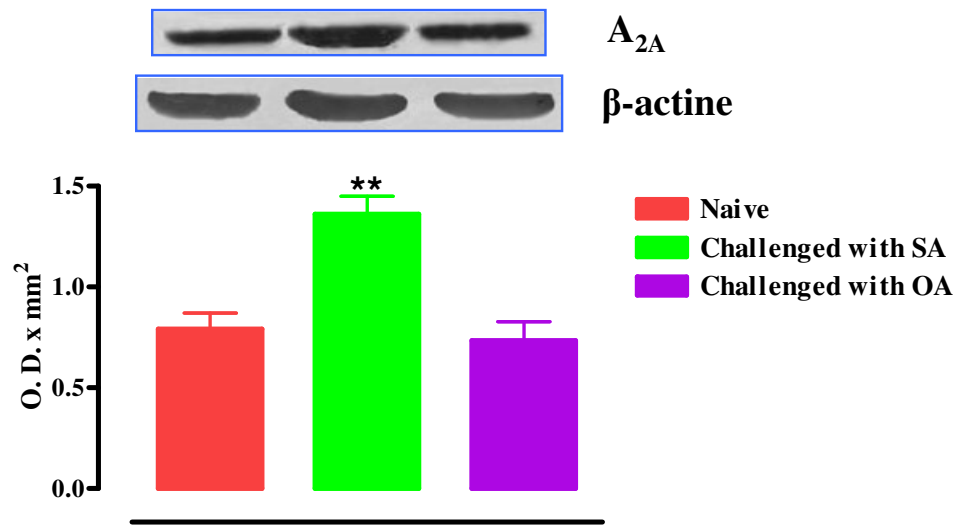 A₂A
β-actine
**
1.5
1.0
0.5
0.0
O. D. x mm²
Naive
Challenged with SA
Challenged with OA